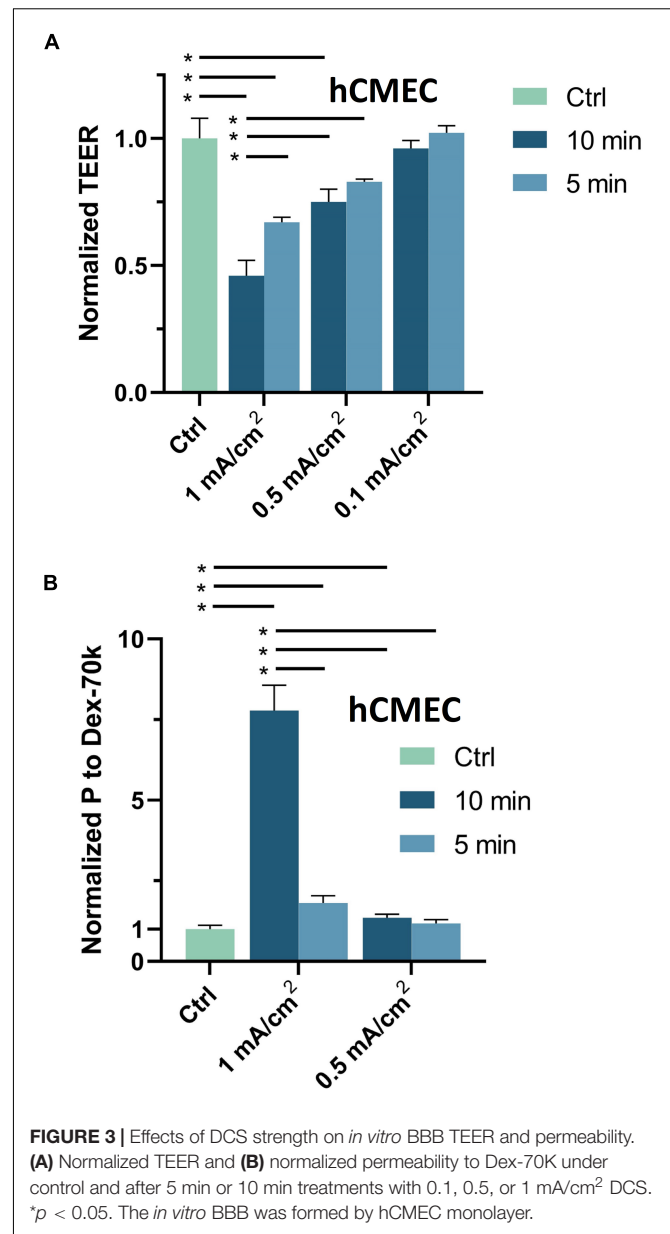 A
*
*
*
hCMEC
*
*
*
Ctrl
10 min
5 min
Normalized TEER
1.0
0.5
0.0
Ctrl
1 mA/cm²
0.5 mA/cm²
0.1 mA/cm²
B
*
*
*
*
*
*
hCMEC
Ctrl
10 min
5 min
Normalized P to Dex-70k
10
5
1
0
Ctrl
1 mA/cm²
0.5 mA/cm²
FIGURE 3 | Effects of DCS strength on in vitro BBB TEER and permeability.
(A) Normalized TEER and (B) normalized permeability to Dex-70K under
control and after 5 min or 10 min treatments with 0.1, 0.5, or 1 mA/cm² DCS.
*p < 0.05. The in vitro BBB was formed by hCMEC monolayer.